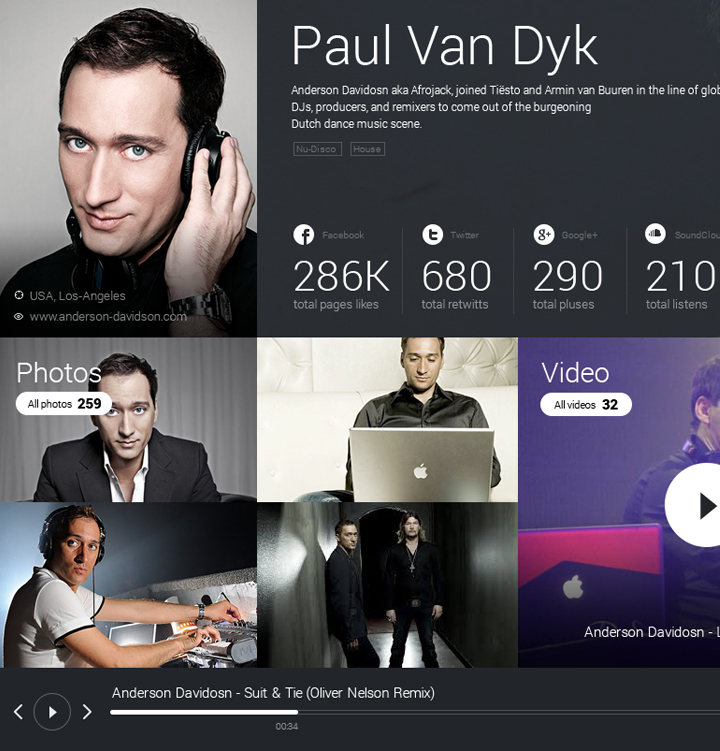 Paul Van Dyk
Anderson Davidosn aka Afrojack, joined Tiësto and Armin van Buuren in the line of
DJs, producers, and remixers to come out of the burgeoning
Dutch dance music scene.
Nu-Disco House
Facebook Twitter Google+
286K 680 290 210
total pages likes total retwitts total pluses total listens
USA, Los-Angeles
www.anderson-davidson.com
Photos
All photos 259
Video
All videos 32
Anderson Davidosn -
Anderson Davidosn - Suit & Tie (Oliver Nelson Remix)
00:34